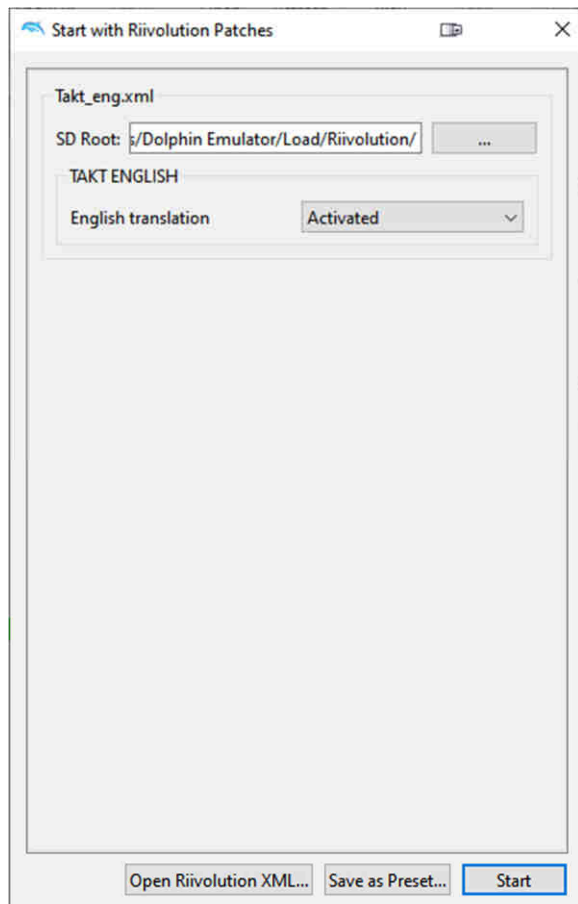 Start with Riivolution Patches
Takt_eng.xml
SD Root: s/Dolphin Emulator/Load/Riivolution/ ...
TAKT ENGLISH
English translation Activated
Open Riivolution XML... Save as Preset... Start